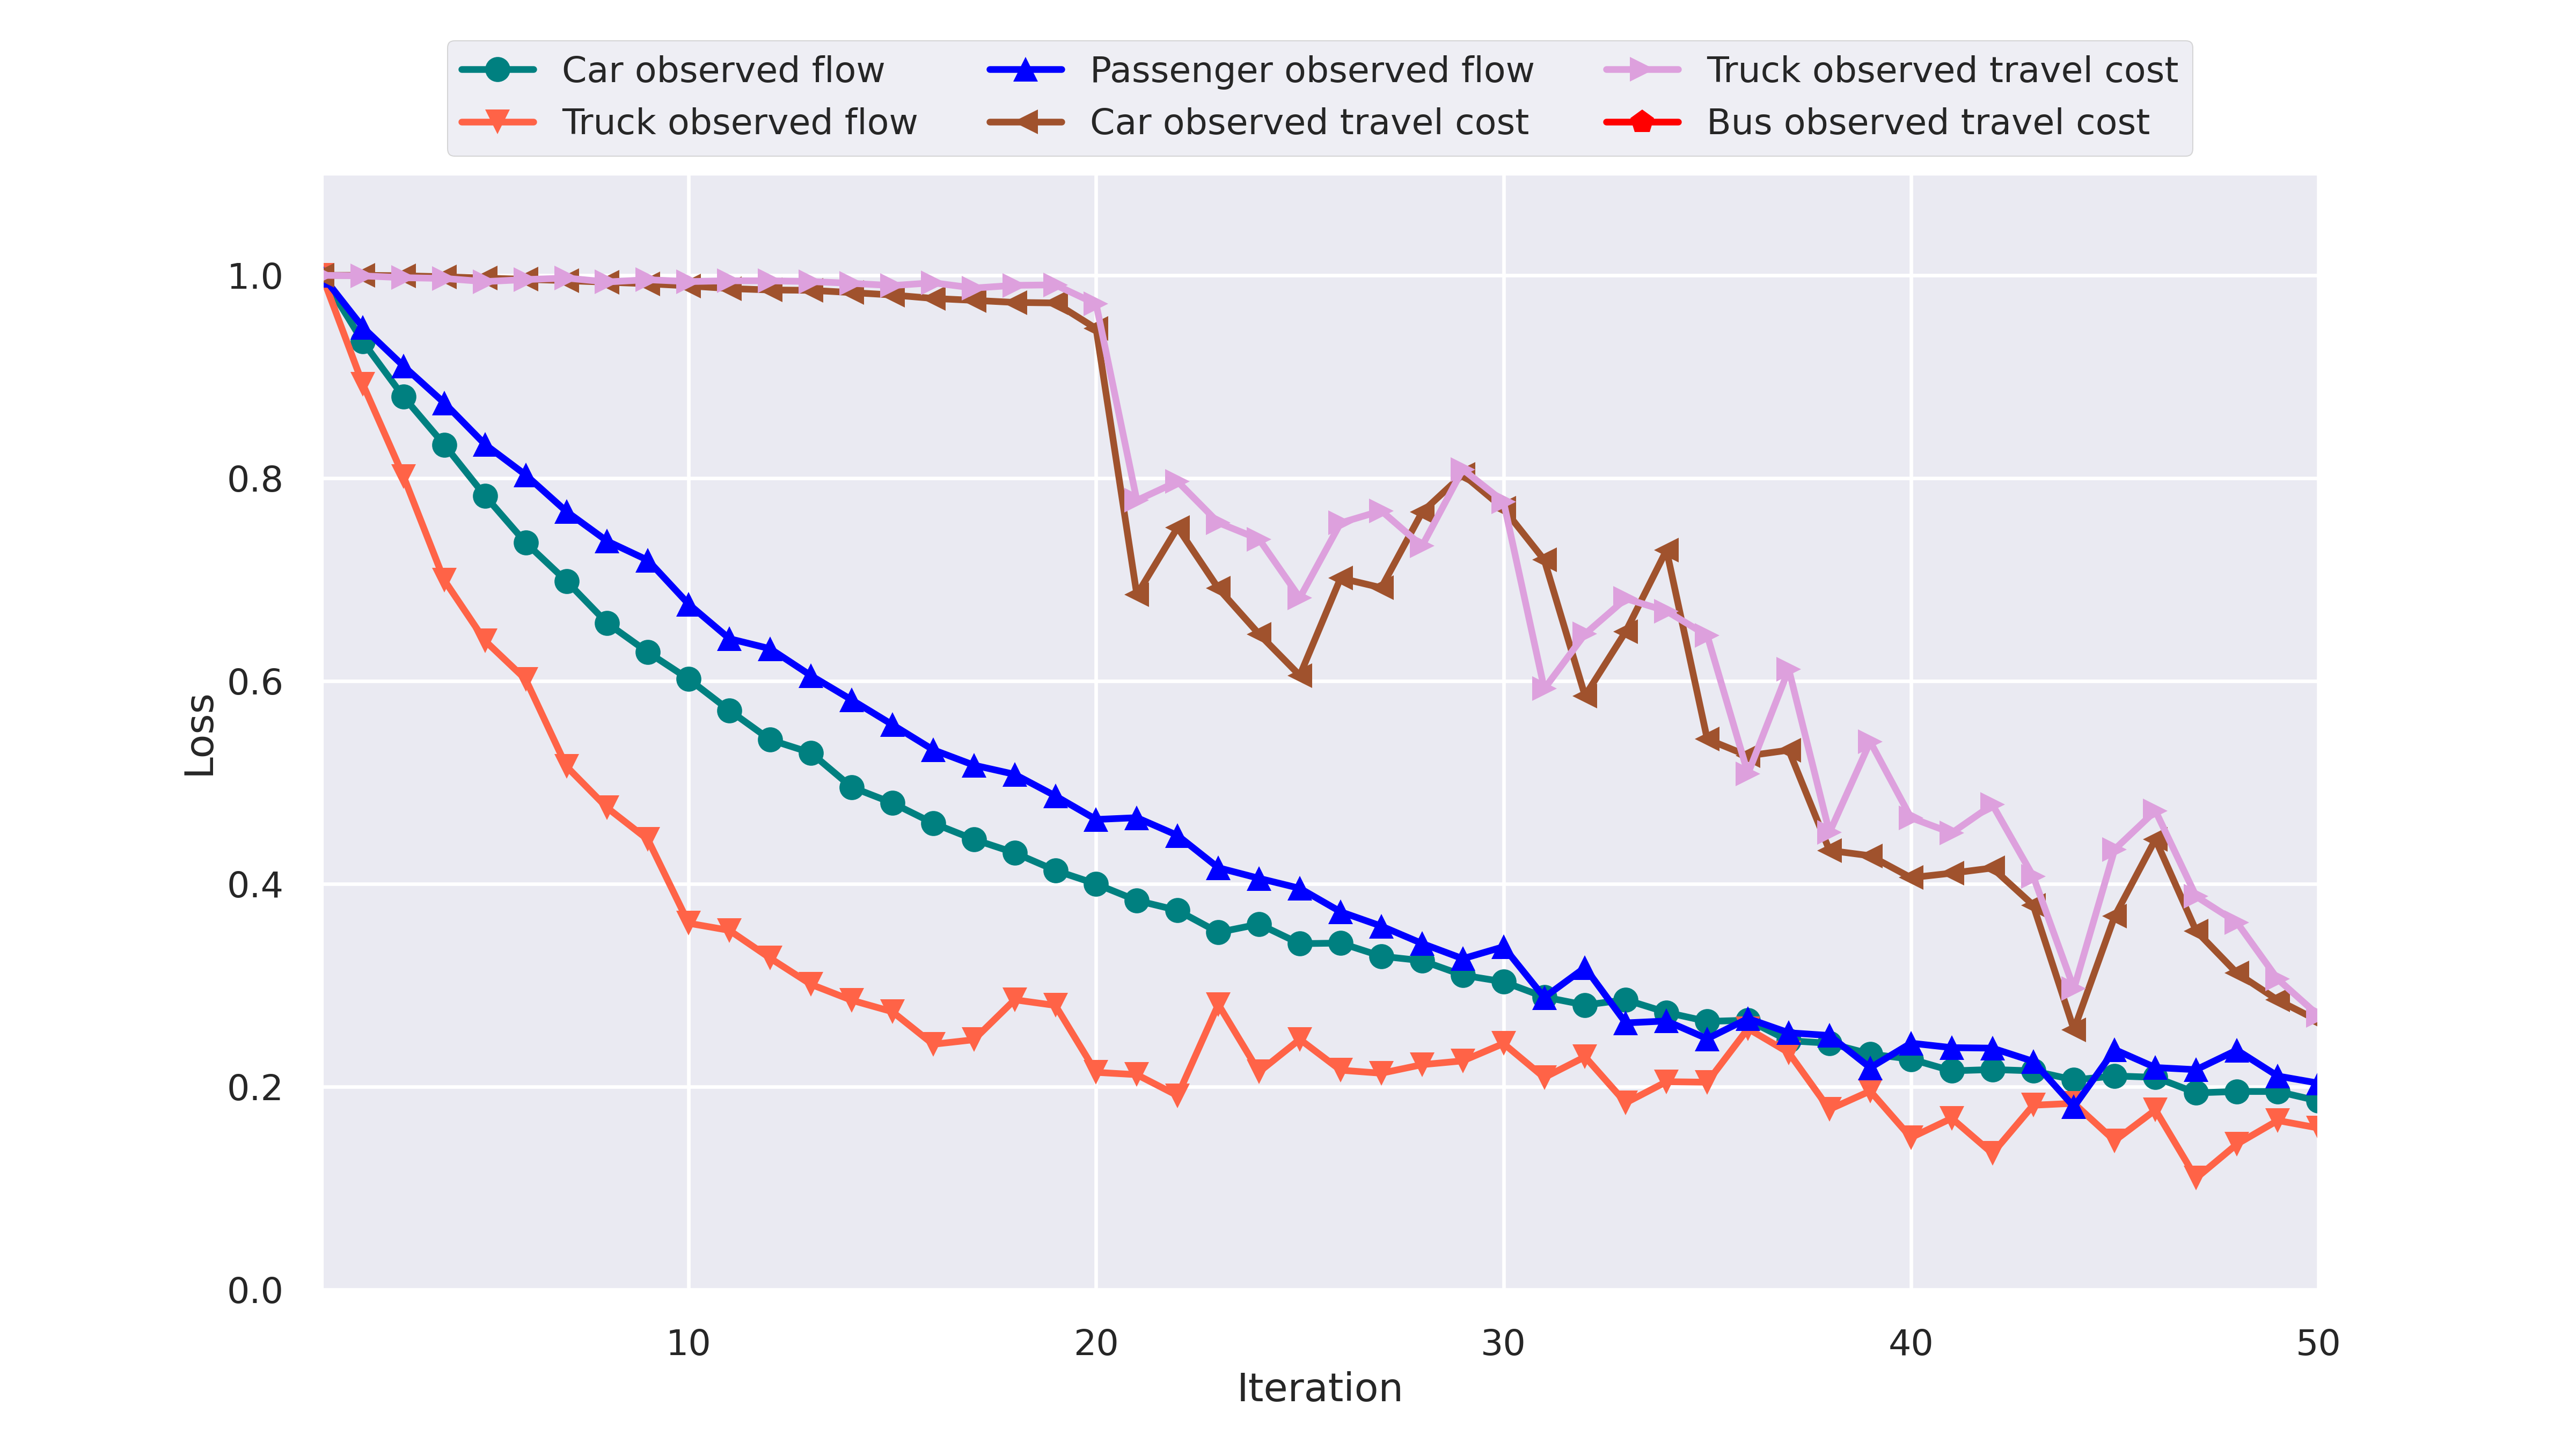 Car observed flow
Truck observed flow
Passenger observed flow
Car observed travel cost
Truck observed travel cost
Bus observed travel cost
1.0
0.8
0.6
0.4
0.2
0.0
Loss
10 20 30 40 50
Iteration